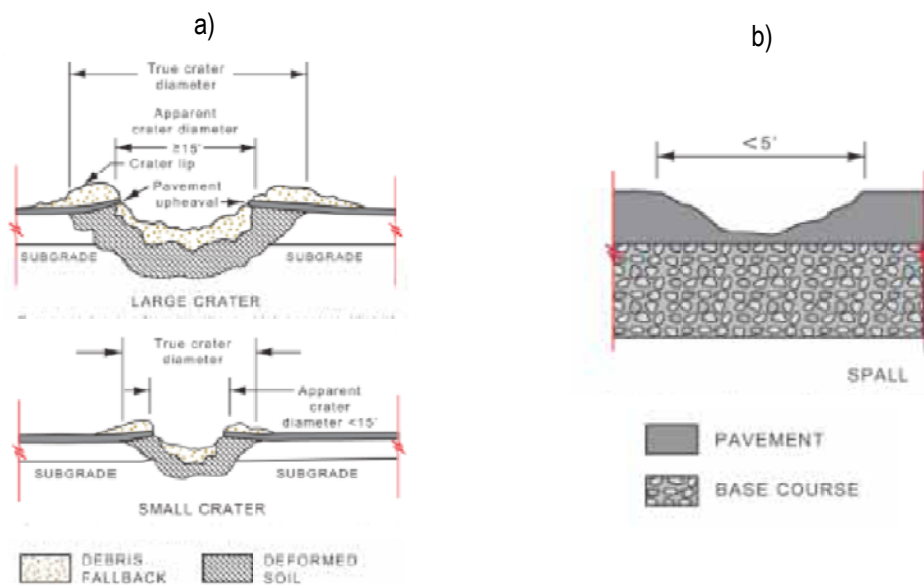 a)
True crater
diameter
Apparent
crater diameter
≥15'
Crater lip
Pavement
upheaval
SUBGRADE
SUBGRADE
LARGE CRATER
True crater
diameter
Apparent
crater
diameter <15'
SUBGRADE
SUBGRADE
SMALL CRATER
DEBRIS
FALLBACK
DEFORMED
SOIL
b)
<5'
SPALL
PAVEMENT
BASE COURSE